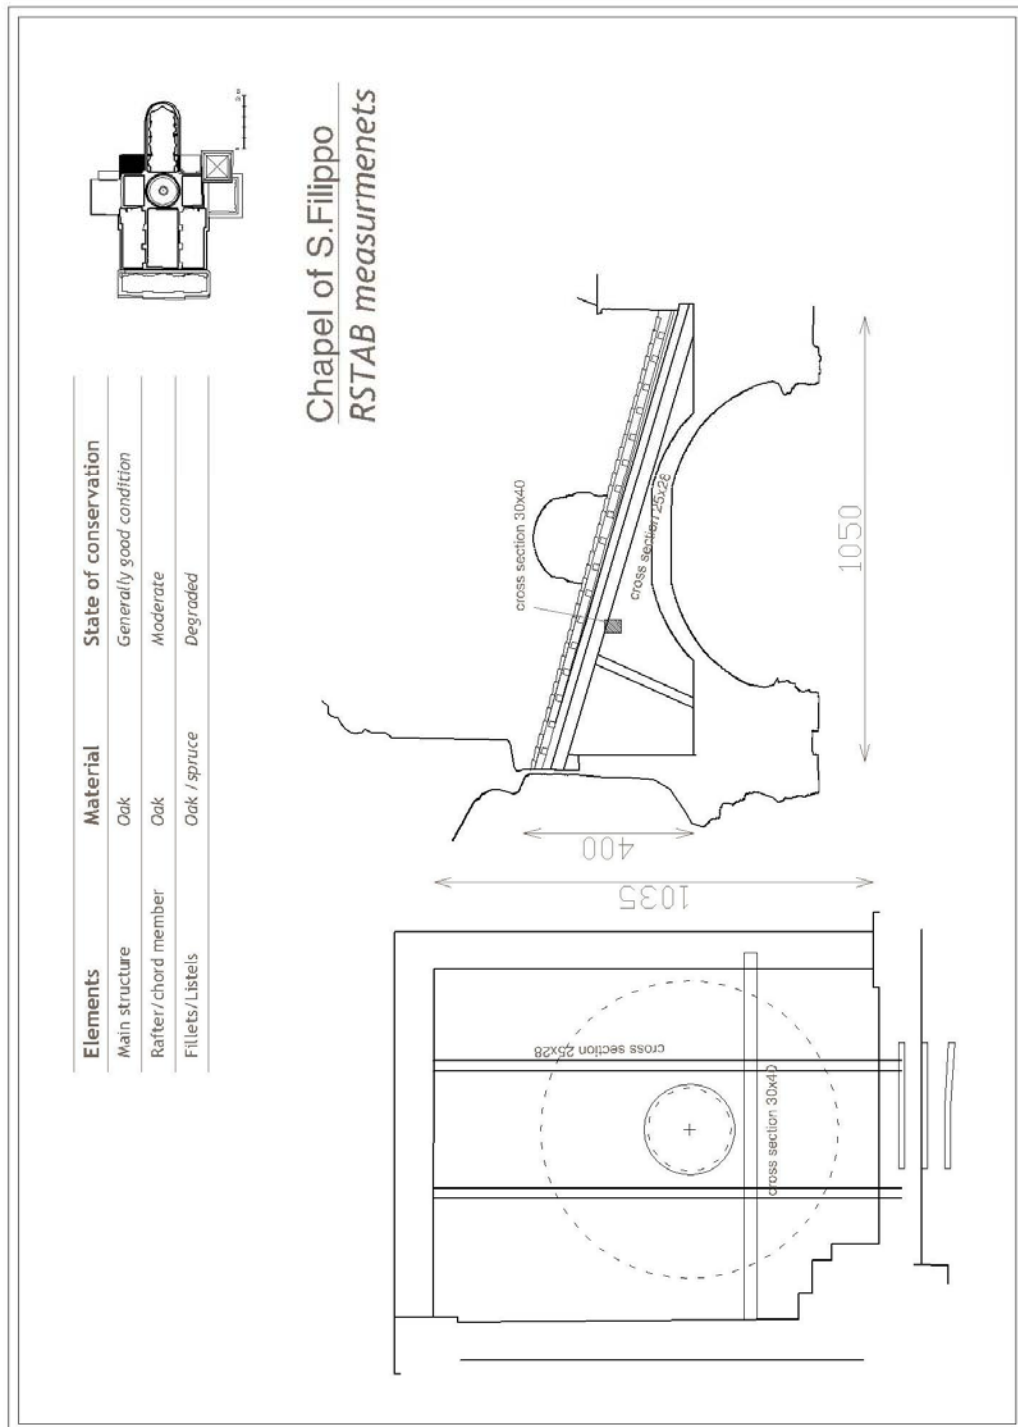 Chapel of S.Filippo
RSTAB measurmenets
Elements Material State of conservation
Main structure Oak Generally good condition
Rafter/chord member Oak Moderate
Fillets/Listels Oak / spruce Degraded
cross section 30x40
cross section 25x28
1050
400
1035
cross section 25x28
cross section 30x40